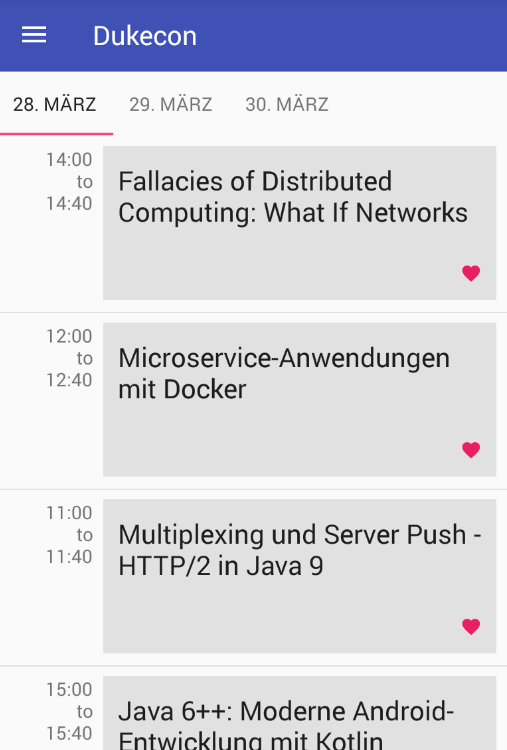 Dukecon
28. MÄRZ 29. MÄRZ 30. MÄRZ
14:00
to
14:40
Fallacies of Distributed
Computing: What If Networks
12:00
to
12:40
Microservice-Anwendungen
mit Docker
11:00
to
11:40
Multiplexing und Server Push -
HTTP/2 in Java 9
15:00
to
15:40
Java 6++: Moderne Android-
Entwicklung mit Kotlin